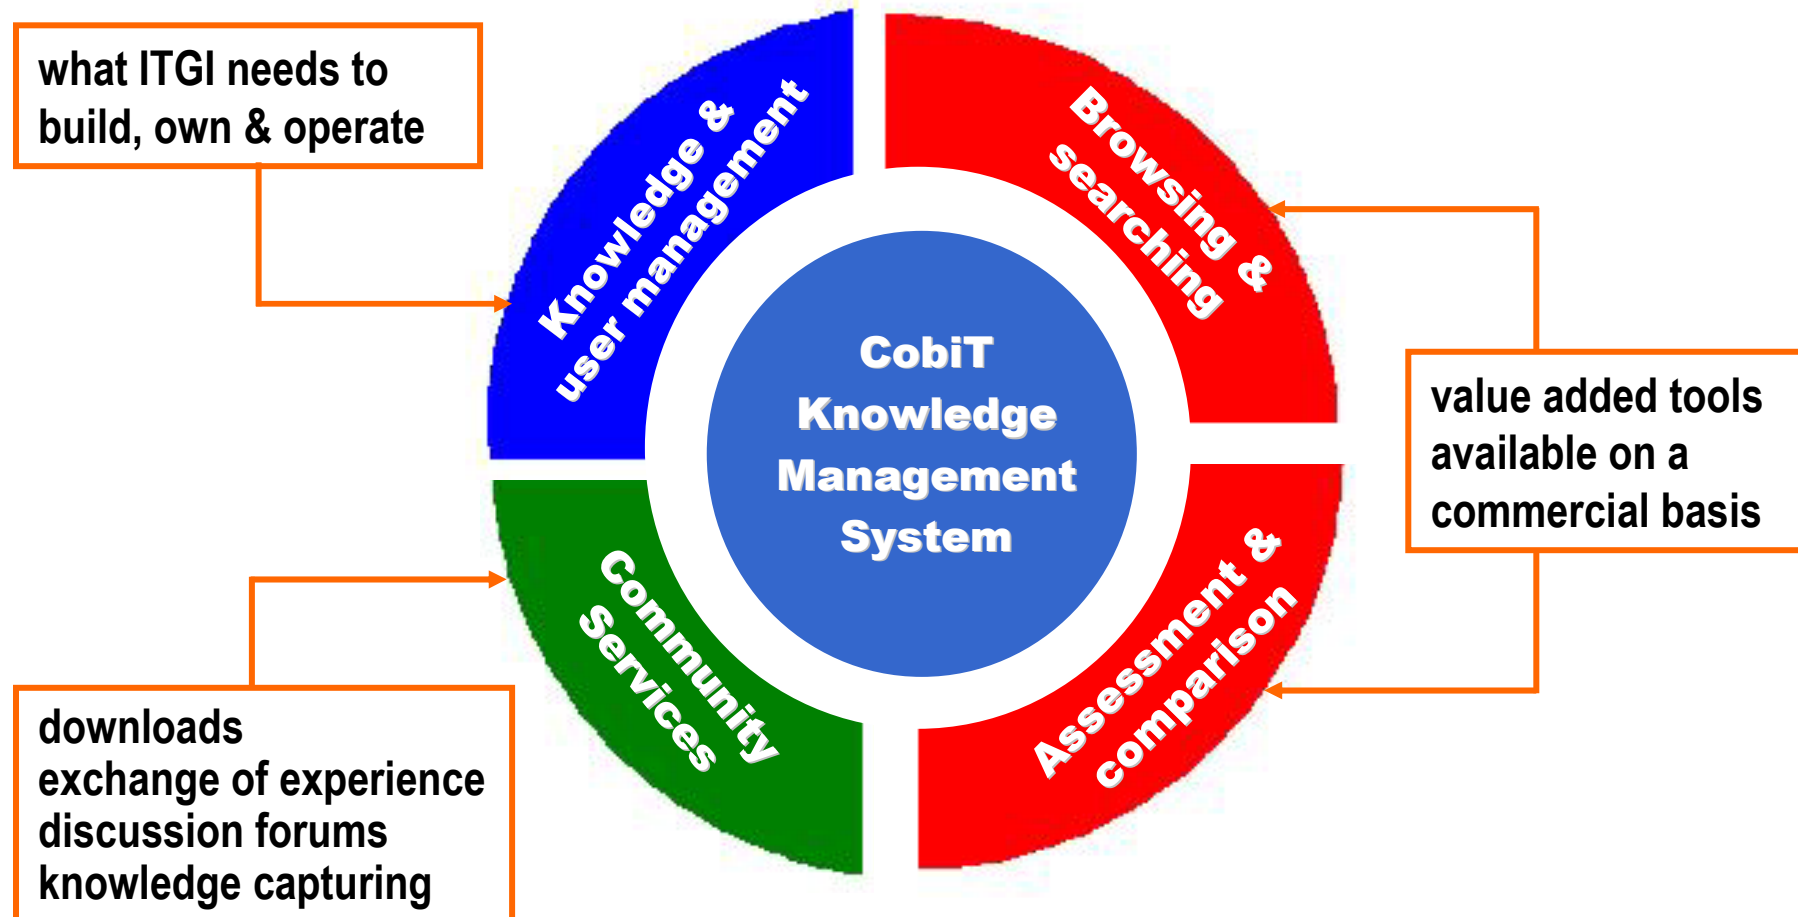 what ITGI needs to
build, own & operate
Knowledge &
user management
Browsing &
searching
CobiT
Knowledge
Management
System
value added tools
available on a
commercial basis
Community
Services
Assessment &
comparison
downloads
exchange of experience
discussion forums
knowledge capturing